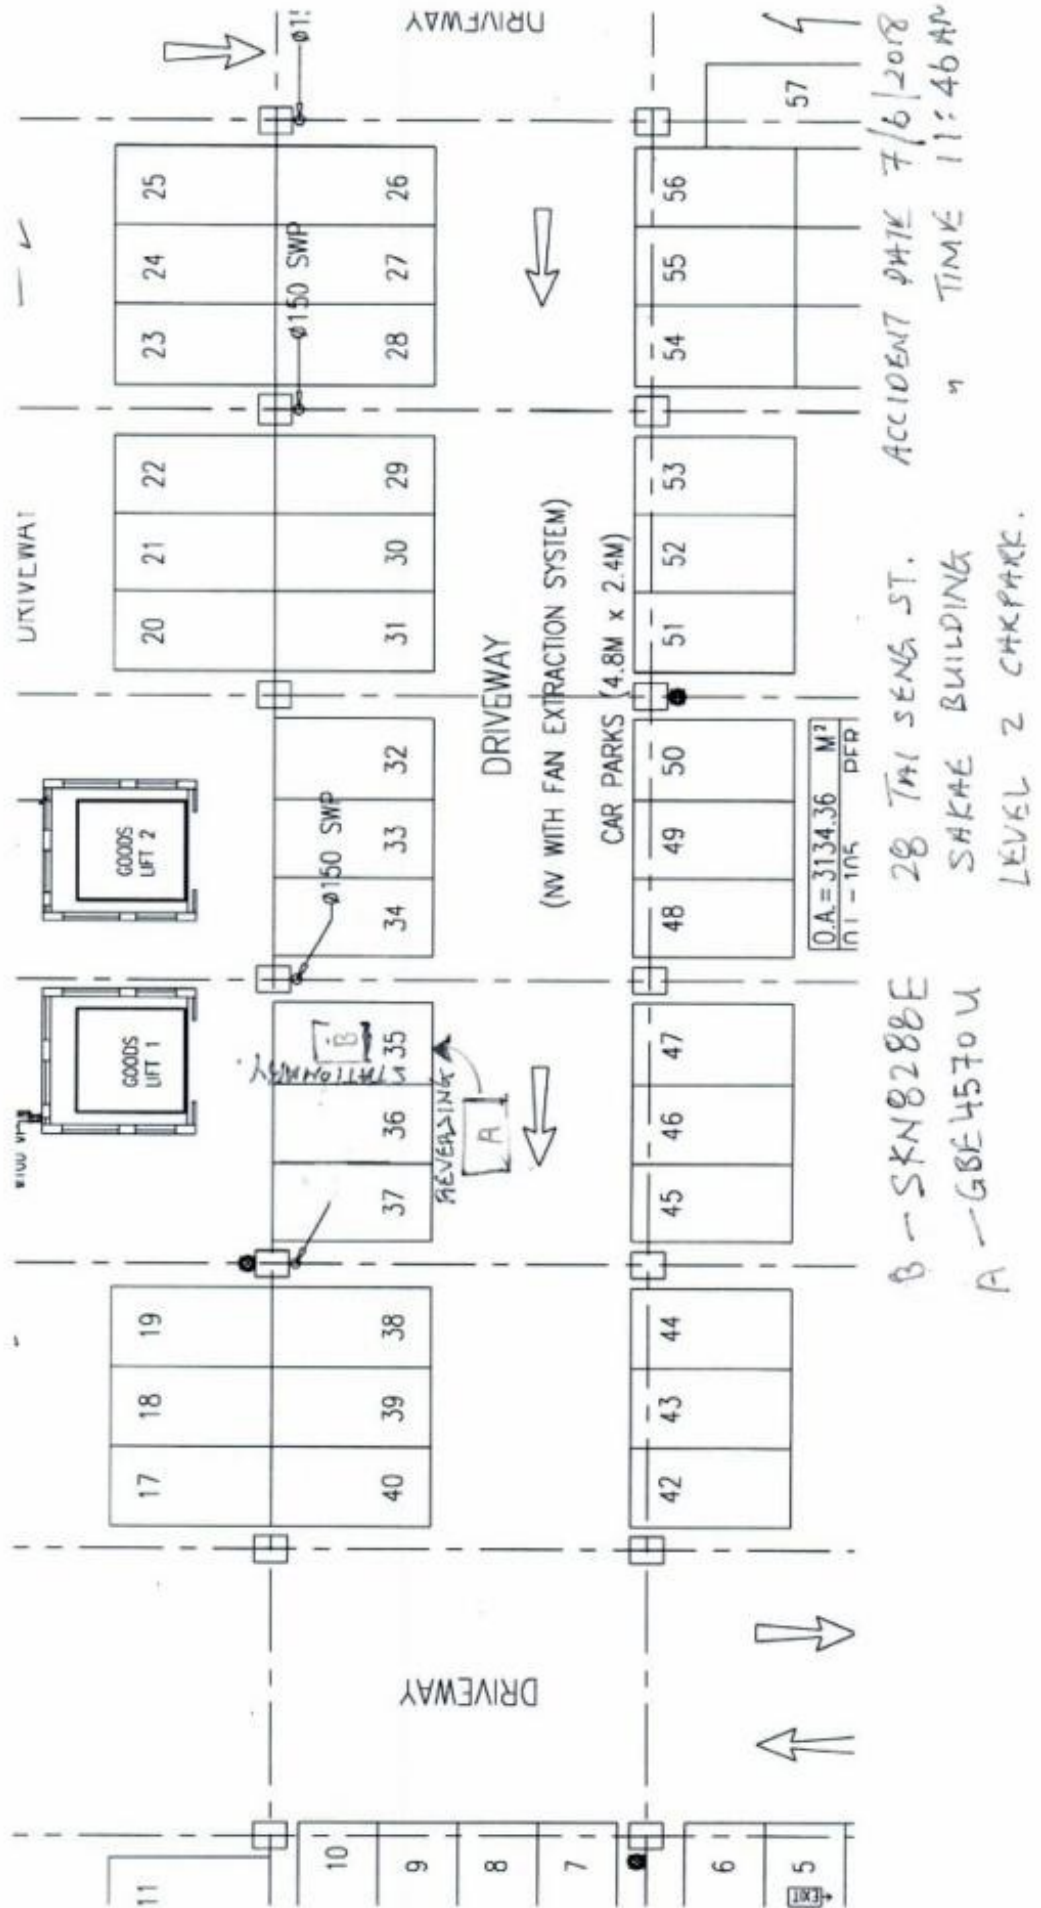 DRIVEWAY
25
24
23
22
21
20
26
27
28
29
30
31
Ø150 SWP
GOODS
LIFT 2
GOODS
LIFT 1
32
33
34
Ø150 SWP
35
36
37
B
STATIONARY
REVERSING
A
19
18
17
38
39
40
DRIVEWAY
(NV WITH FAN EXTRACTION SYSTEM)
CAR PARKS (4.8M x 2.4M)
57
56
55
54
53
52
51
50
49
48
47
46
45
44
43
42
O.A.=3134.36 M²
DRIVEWAY
11
10
9
8
7
6
5
EXIT
B - SKN8288E 28 TAI SENG ST. ACCIDENT DATE 7/6/2018
A - GBE4570U SAKAE BUILDING " TIME 11:46 AM
LEVEL 2 CARPARK.